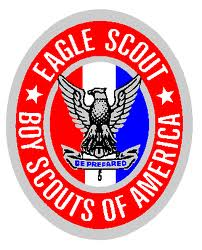 EAGLE SCOUT
BE PREPARED
BOY SCOUTS OF AMERICA